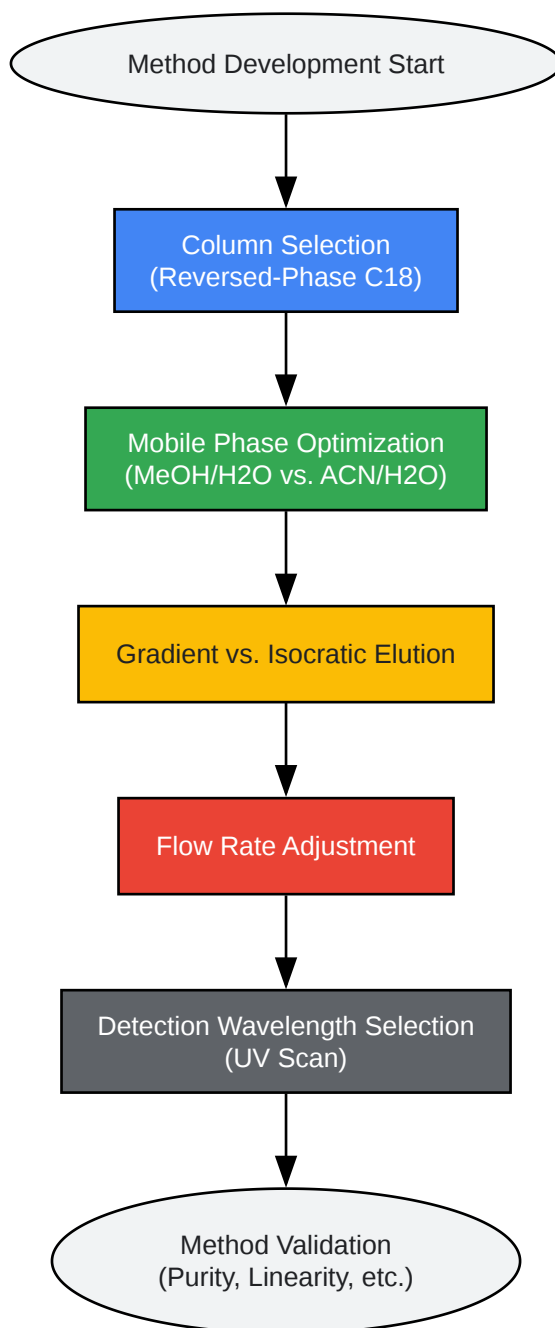 Method Development Start
Column Selection
(Reversed-Phase C18)
Mobile Phase Optimization
(MeOH/H2O vs. ACN/H2O)
Gradient vs. Isocratic Elution
Flow Rate Adjustment
Detection Wavelength Selection
(UV Scan)
Method Validation
(Purity, Linearity, etc.)